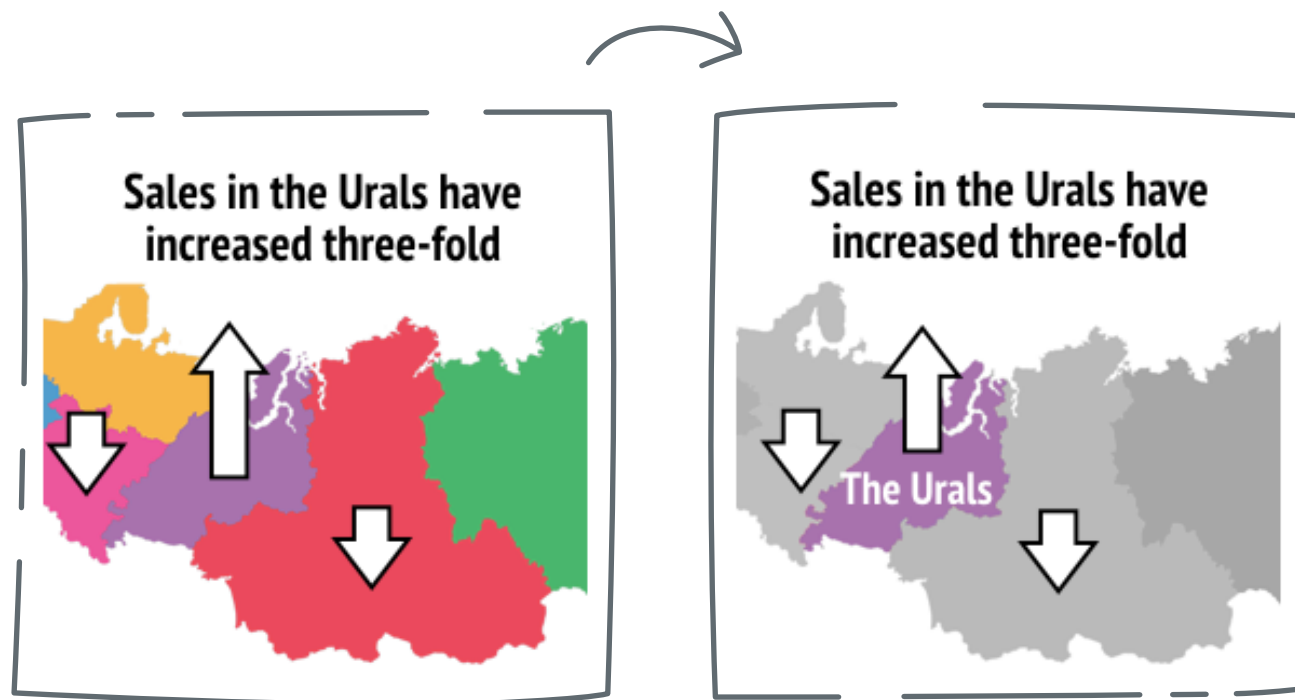 Sales in the Urals have
increased three-fold
Sales in the Urals have
increased three-fold
The Urals